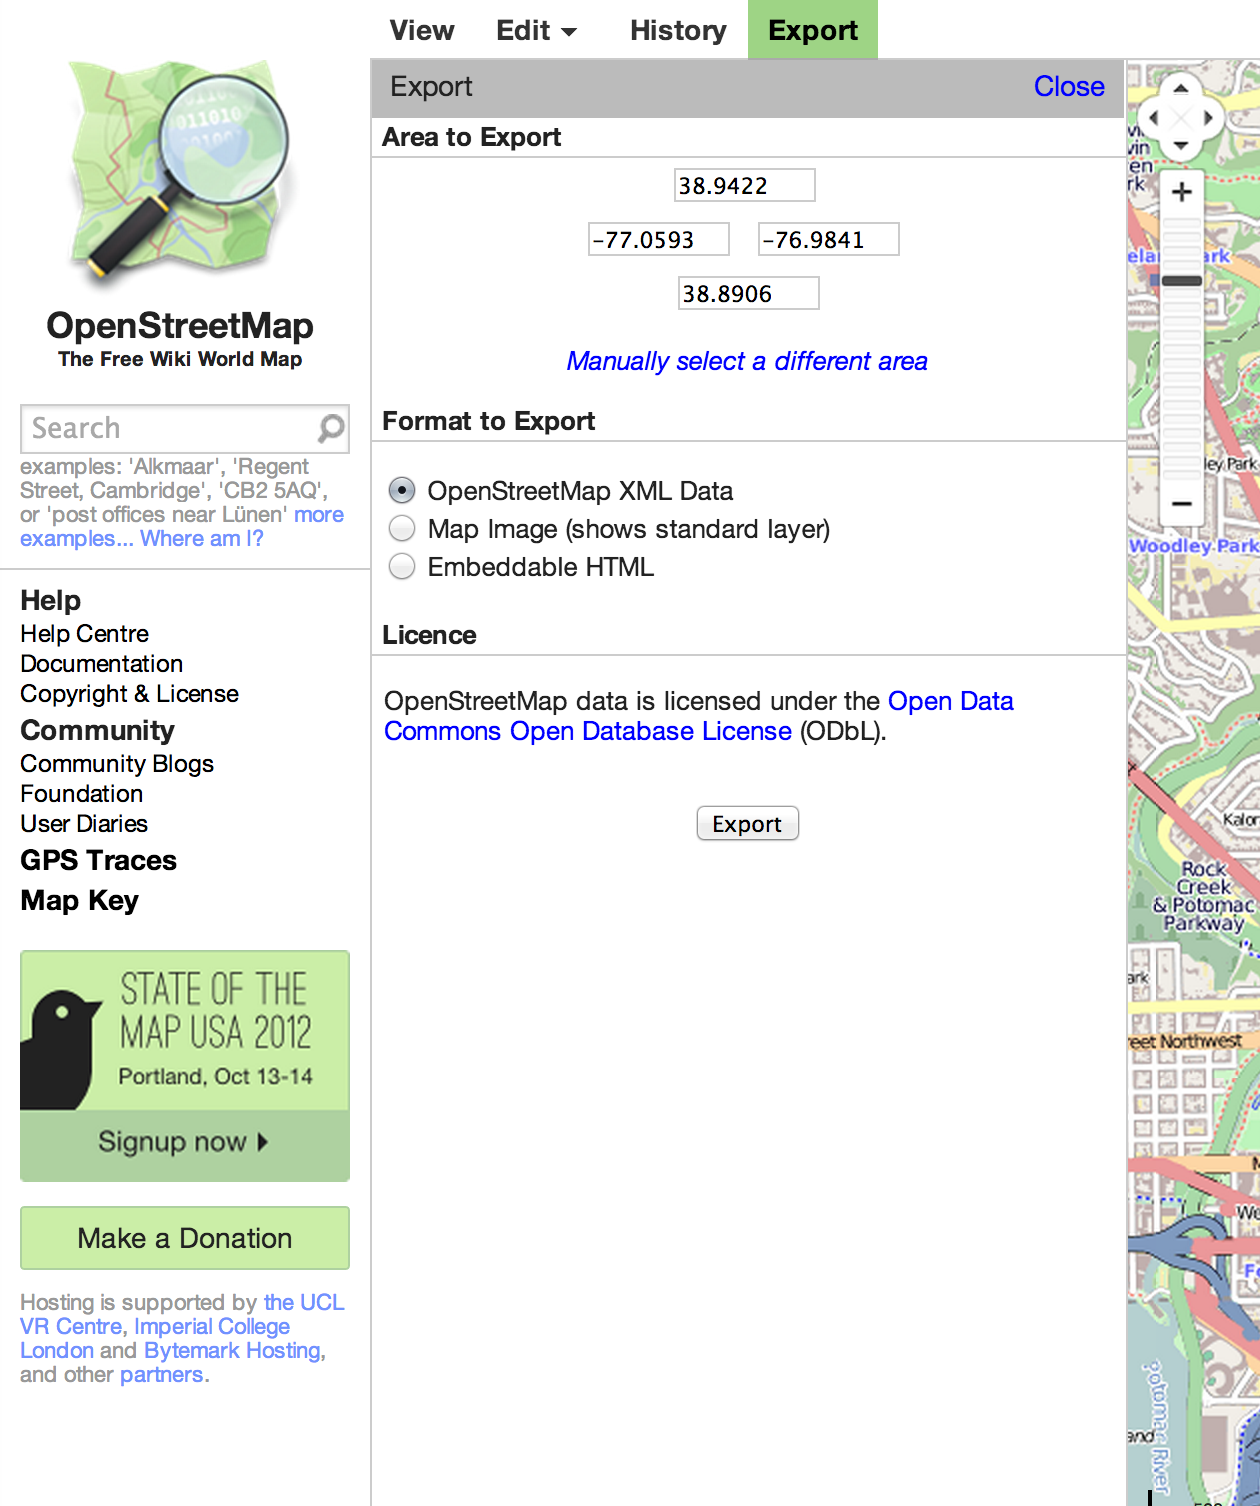 View Edit History Export
Export Close
Area to Export
38.9422
-77.0593 -76.9841
38.8906
Manually select a different area
Format to Export
OpenStreetMap XML Data
Map Image (shows standard layer)
Embeddable HTML
Licence
OpenStreetMap data is licensed under the Open Data
Commons Open Database License (ODbL).
Export
OpenStreetMap
The Free Wiki World Map
Search
examples: 'Alkmaar', 'Regent
Street, Cambridge', 'CB2 5AQ',
or 'post offices near Lünen' more
examples... Where am I?
Help
Help Centre
Documentation
Copyright & License
Community
Community Blogs
Foundation
User Diaries
GPS Traces
Map Key
STATE OF THE
MAP USA 2012
Portland, Oct 13-14
Signup now
Make a Donation
Hosting is supported by the UCL
VR Centre, Imperial College
London and Bytemark Hosting,
and other partners.
ley Park
Woodley Park
Kalor
Rock
Creek
& Potomac
Parkway
ark
reet Northwest
Potomac River